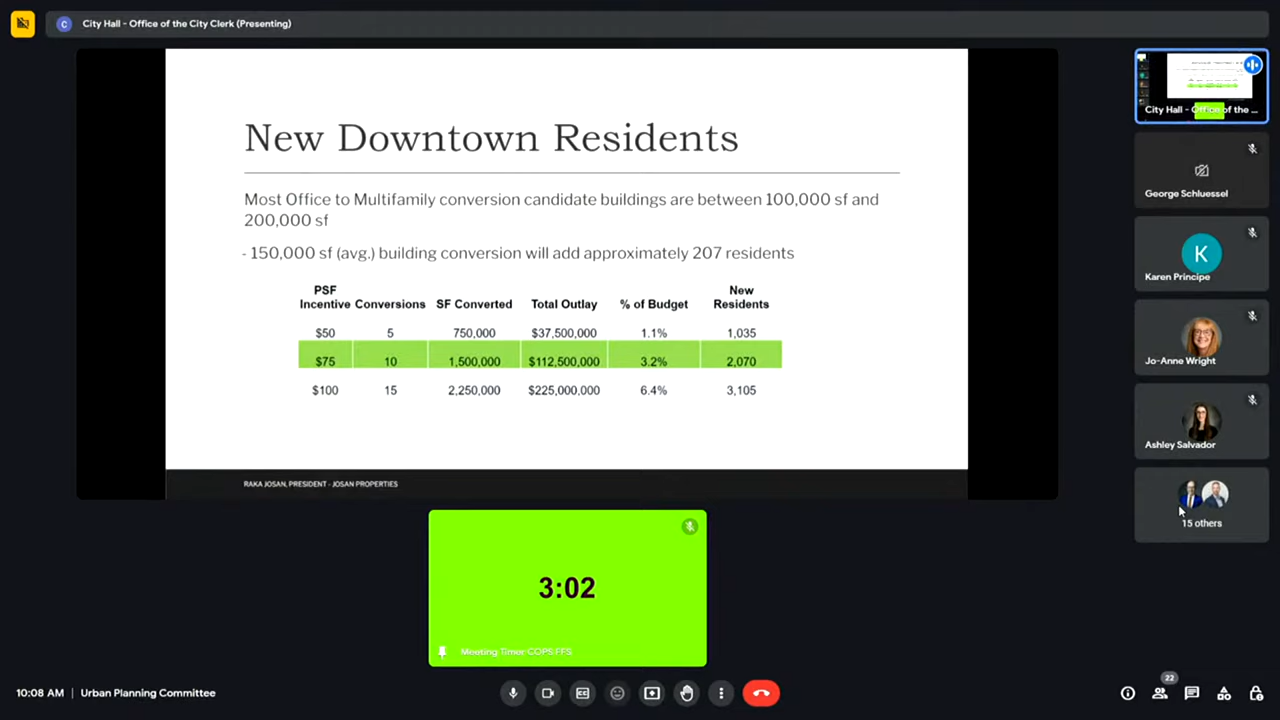 City Hall - Office of the City Clerk (Presenting)
C
New Downtown Residents
Most Office to Multifamily conversion candidate buildings are between 100,000 sf and
200,000 sf
- 150,000 sf (avg.) building conversion will add approximately 207 residents
PSF Incentive Conversions SF Converted Total Outlay % of Budget New Residents
$50 5 750,000 $37,500,000 1.1% 1,035
$75 10 1,500,000 $112,500,000 3.2% 2,070
$100 15 2,250,000 $225,000,000 6.4% 3,105
RAKA JOSAN, PRESIDENT - JOSAN PROPERTIES
City Hall - Office of the ...
George Schluessel
K
Karen Principe
Jo-Anne Wright
Ashley Salvador
15 others
3:02
Meeting Timer COPS FFS
10:08 AM | Urban Planning Committee
22